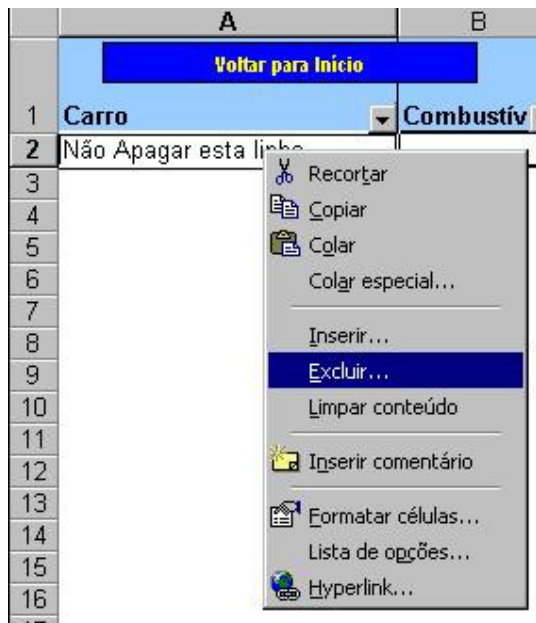 A B
Voltar para Início
1 Carro Combustív
2 Não Apagar esta linha
3
4
5
6
7
8
9
10
11
12
13
14
15
16
Recortar
Copiar
Colar
Colar especial...
Inserir...
Excluir...
Limpar conteúdo
Inserir comentário
Formatar células...
Lista de opções...
Hyperlink...